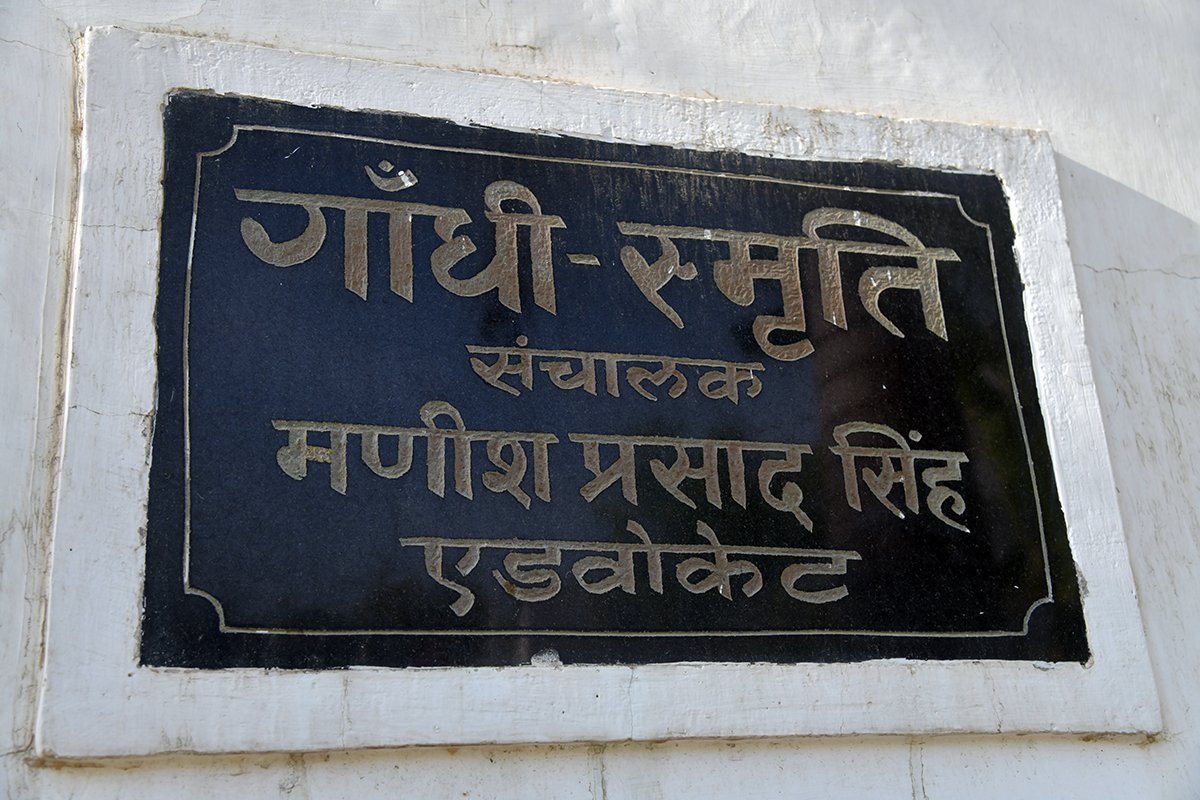 गाँधी-स्मृति
संचालक
मणीश प्रसाद सिंह
एडवोकेट